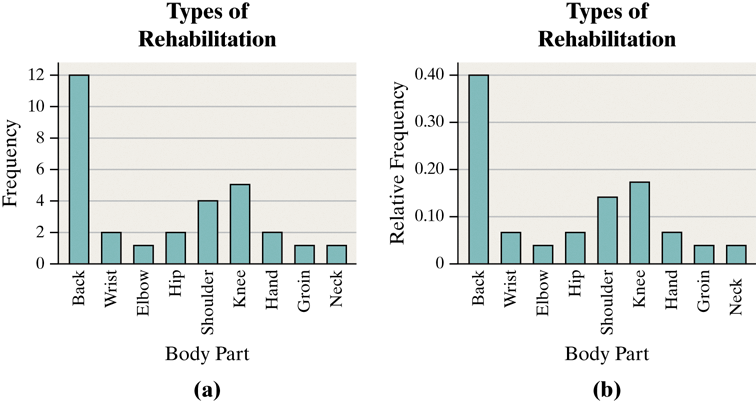 Types of
Rehabilitation
12
10
8
6
4
2
0
Frequency
Back
Wrist
Elbow
Hip
Shoulder
Knee
Hand
Groin
Neck
Body Part
(a)
Types of
Rehabilitation
0.40
0.30
0.20
0.10
0
Relative Frequency
Back
Wrist
Elbow
Hip
Shoulder
Knee
Hand
Groin
Neck
Body Part
(b)